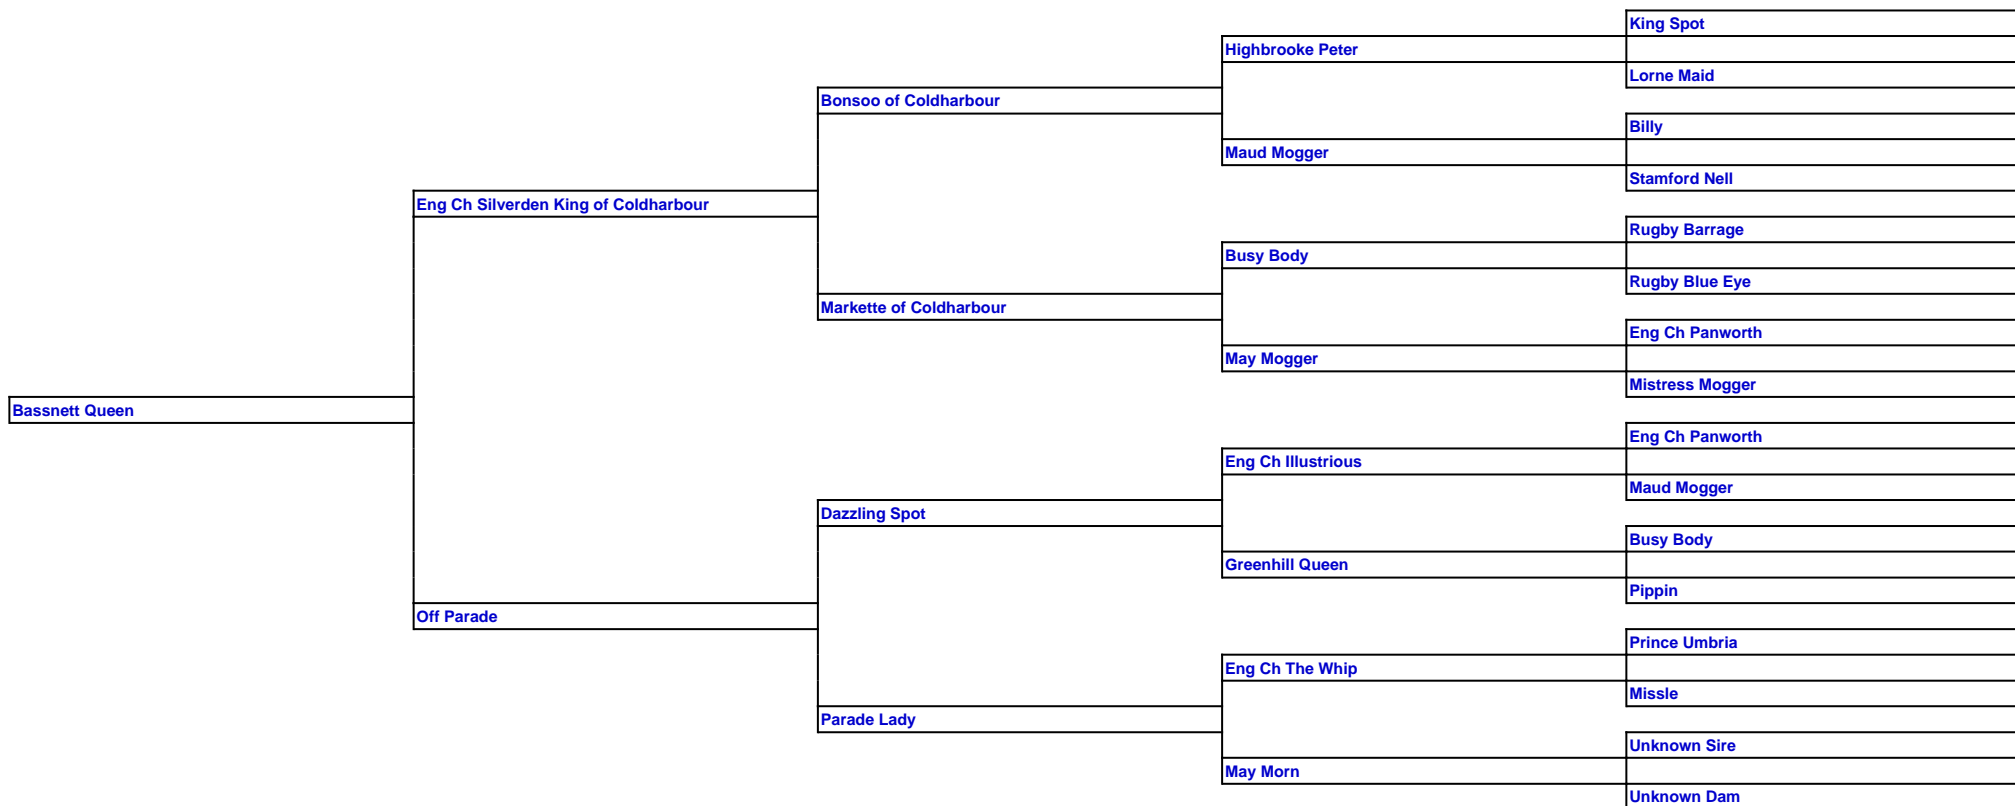 King Spot
Highbrooke Peter
Lorne Maid
Bonsoo of Coldharbour
Billy
Maud Mogger
Stamford Nell
Eng Ch Silverden King of Coldharbour
Rugby Barrage
Busy Body
Rugby Blue Eye
Markette of Coldharbour
Eng Ch Panworth
May Mogger
Mistress Mogger
Bassnett Queen
Eng Ch Panworth
Eng Ch Illustrious
Maud Mogger
Dazzling Spot
Busy Body
Greenhill Queen
Pippin
Off Parade
Prince Umbria
Eng Ch The Whip
Missle
Parade Lady
Unknown Sire
May Morn
Unknown Dam